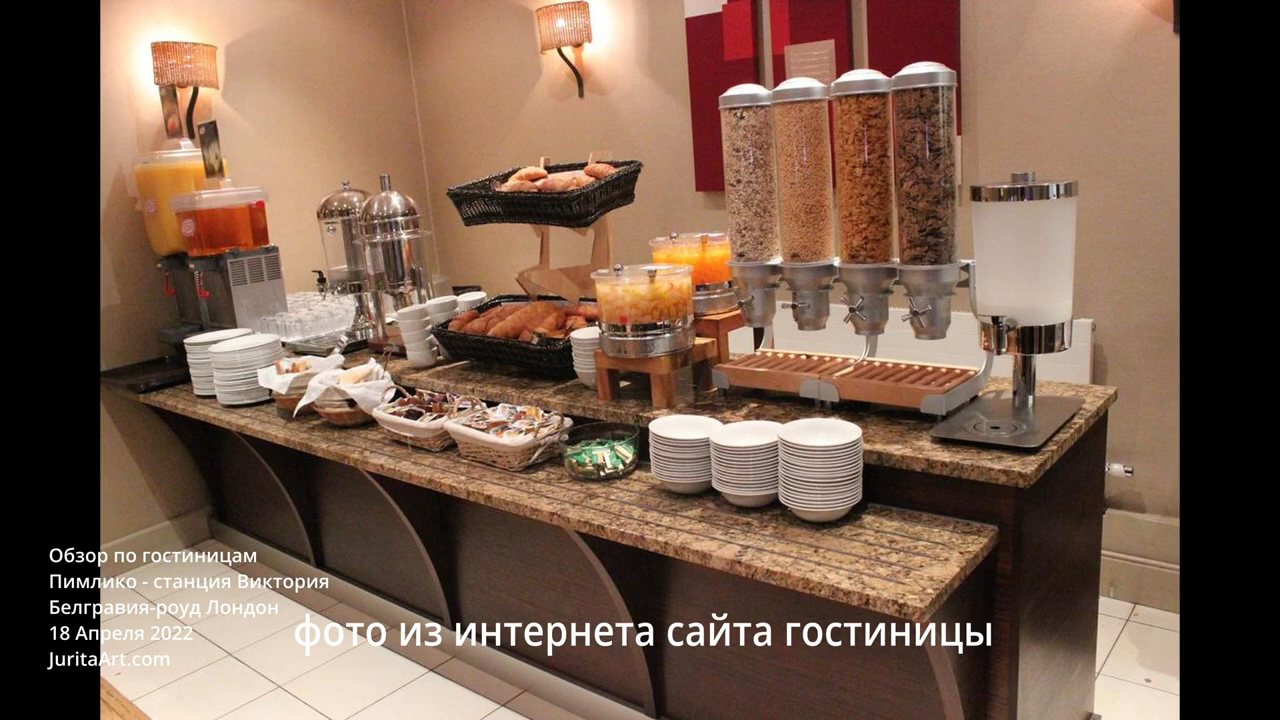 Обзор по гостиницам
Пимлико - станция Виктория
Белгравия-роуд Лондон
18 Апреля 2022
JuritaArt.com
фото из интернета сайта гостиницы